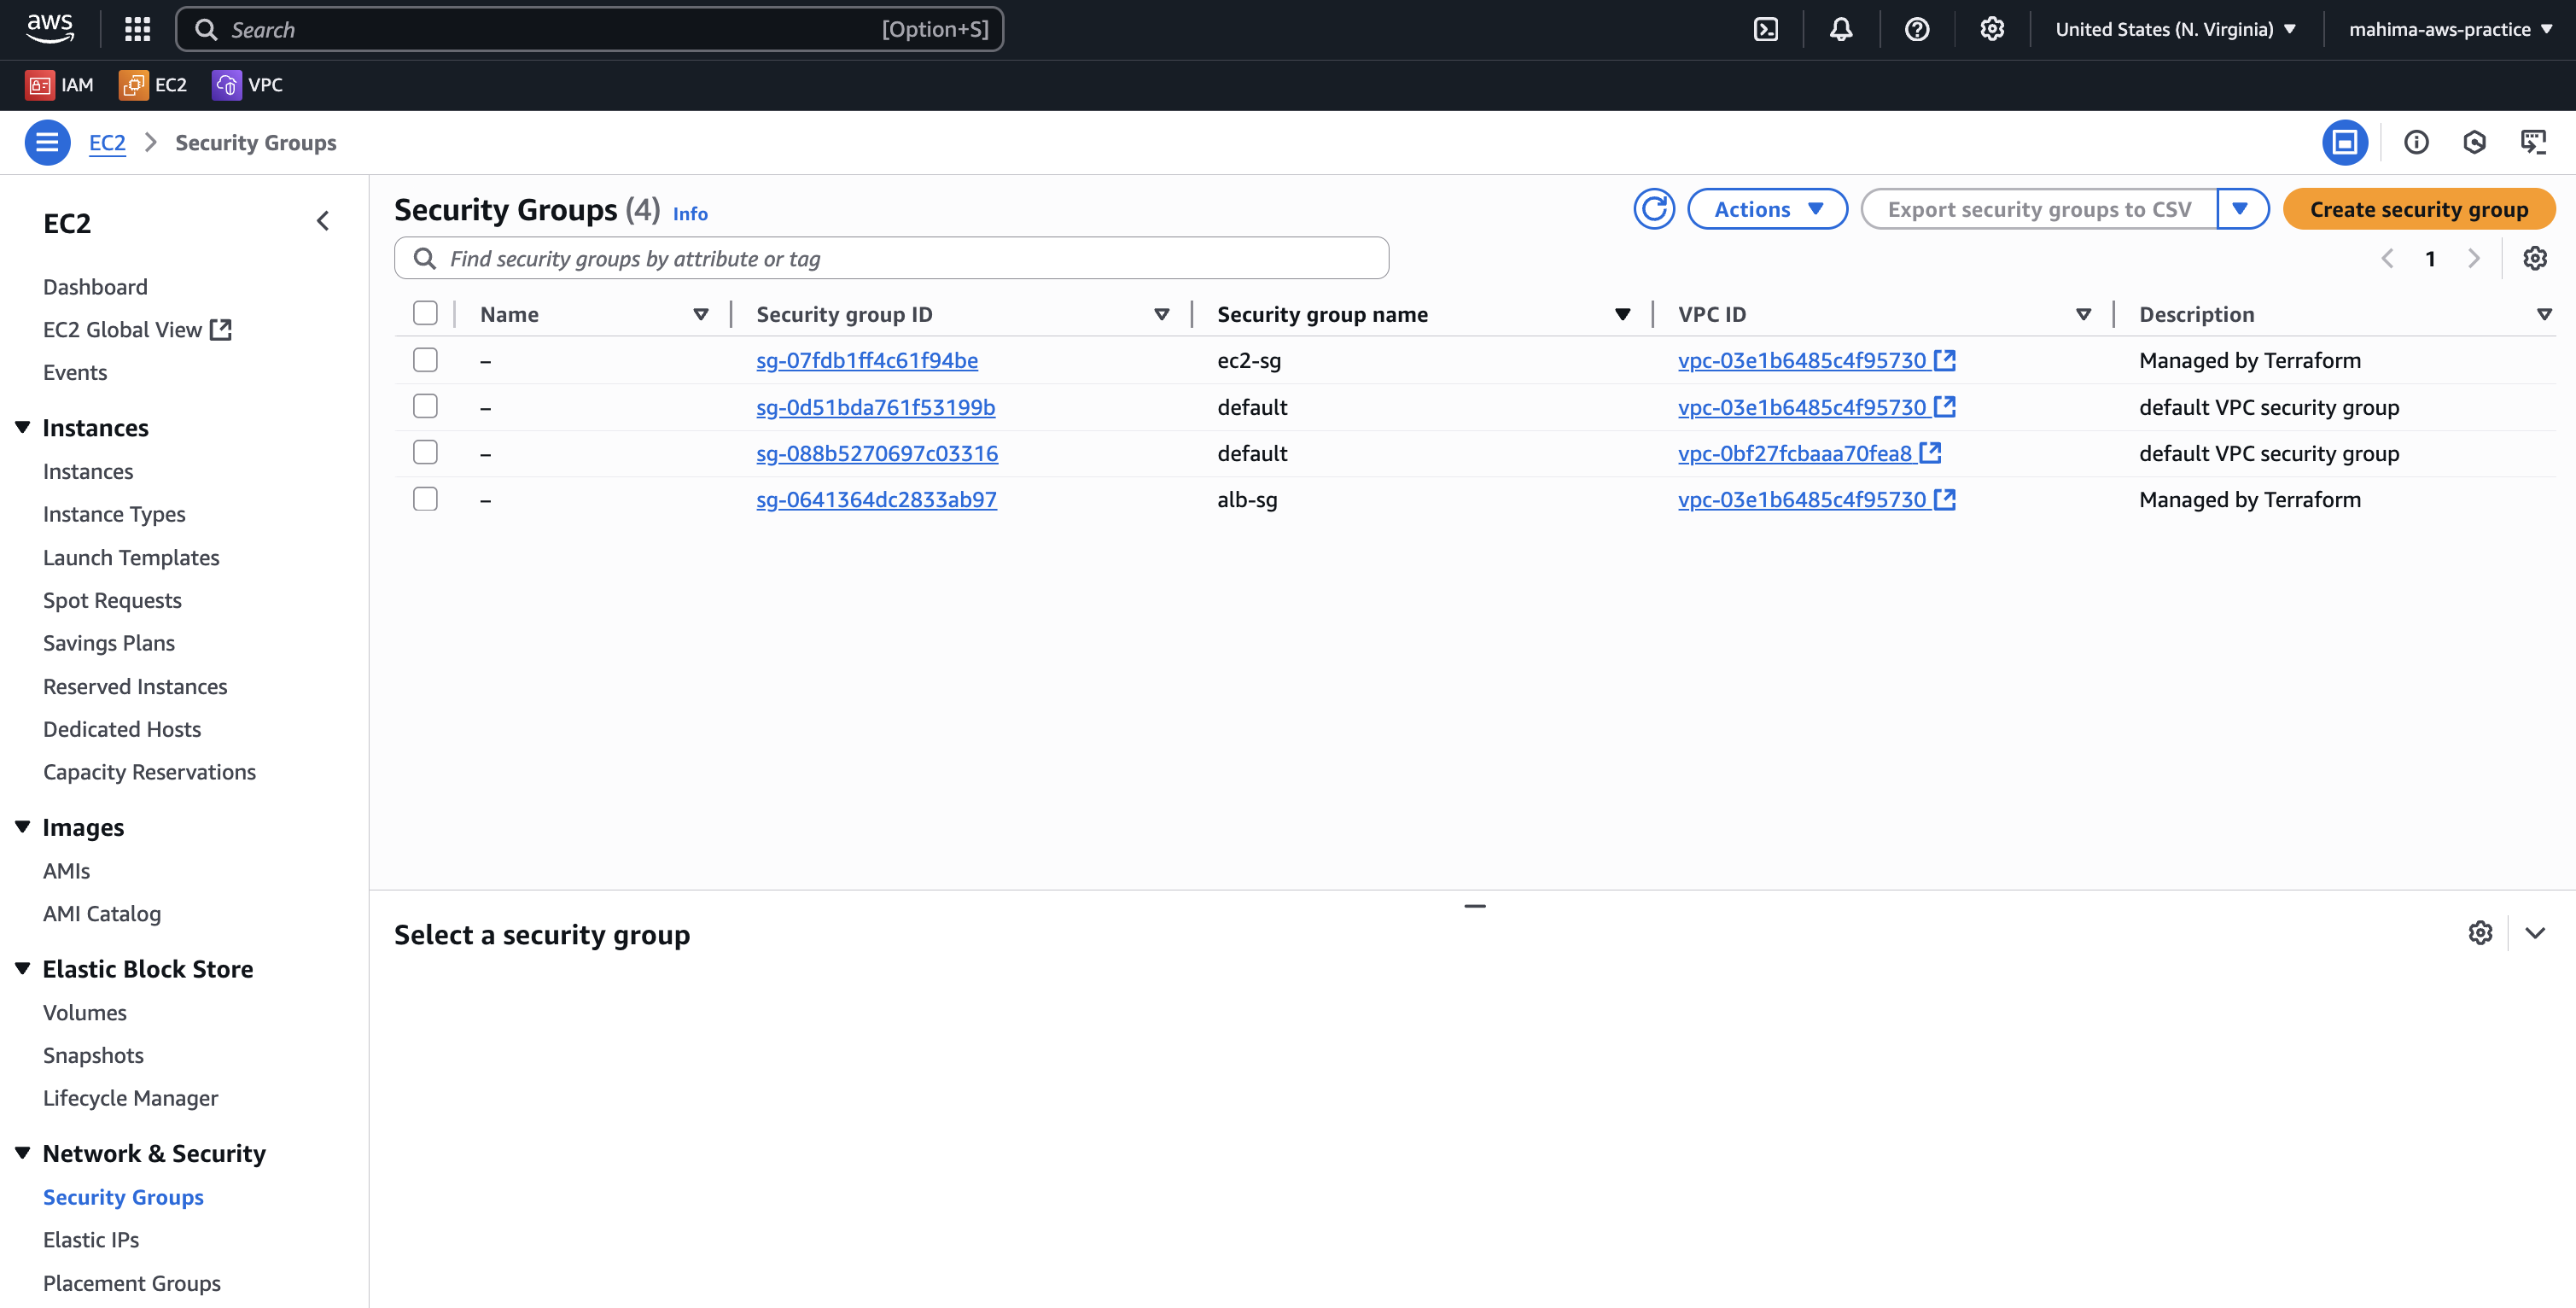 aws
Search [Option+S]
United States (N. Virginia)
mahima-aws-practice
IAM EC2 VPC
EC2 Security Groups
EC2
Dashboard
EC2 Global View
Events
Instances
Instances
Instance Types
Launch Templates
Spot Requests
Savings Plans
Reserved Instances
Dedicated Hosts
Capacity Reservations
Images
AMIs
AMI Catalog
Elastic Block Store
Volumes
Snapshots
Lifecycle Manager
Network & Security
Security Groups
Elastic IPs
Placement Groups
Security Groups (4) Info
Actions
Export security groups to CSV
Create security group
Find security groups by attribute or tag
1
Name Security group ID Security group name VPC ID Description
– sg-07fdb1ff4c61f94be ec2-sg vpc-03e1b6485c4f95730 Managed by Terraform
– sg-0d51bda761f53199b default vpc-03e1b6485c4f95730 default VPC security group
– sg-088b5270697c03316 default vpc-0bf27fcbaaa70fea8 default VPC security group
– sg-0641364dc2833ab97 alb-sg vpc-03e1b6485c4f95730 Managed by Terraform
Select a security group